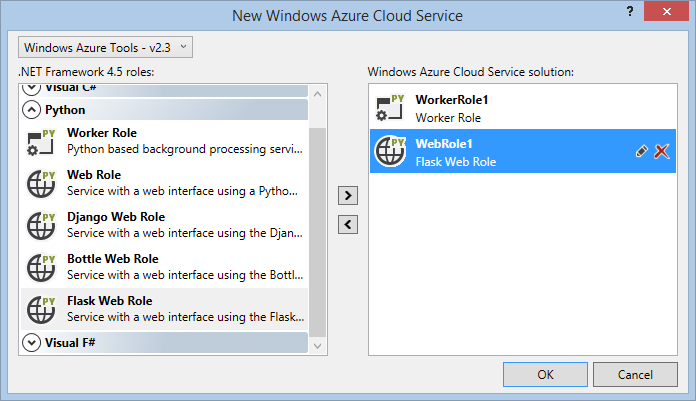 New Windows Azure Cloud Service
?
Windows Azure Tools - v2.3
.NET Framework 4.5 roles:
Visual C#
Python
PY
Worker Role
Python based background processing servi...
PY
Web Role
Service with a web interface using a Pytho...
PY
Django Web Role
Service with a web interface using the Djan...
PY
Bottle Web Role
Service with a web interface using the Bottl...
PY
Flask Web Role
Service with a web interface using the Flask...
Visual F#
Windows Azure Cloud Service solution:
PY
WorkerRole1
Worker Role
PY
WebRole1
Flask Web Role
OK
Cancel